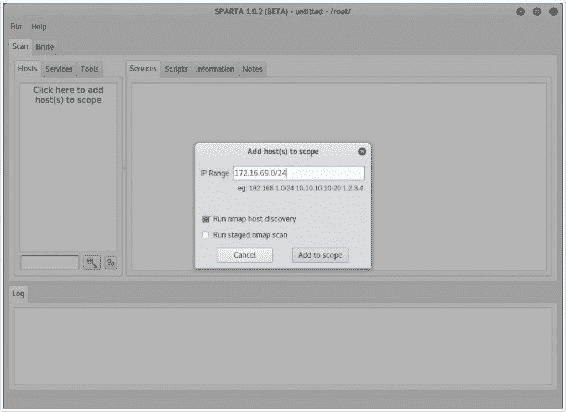 SPARTA 1.0.2 (BETA) - untitled - /root/
File Help
Scan Brute
Hosts Services Tools
Services Scripts Information Notes
Click here to add
host(s) to scope
Add host(s) to scope
IP Range 172.16.69.0/24
eg: 192.168.1.0/24 10.10.10.10-20 1.2.3.4
Run nmap host discovery
Run staged nmap scan
Cancel Add to scope
Log